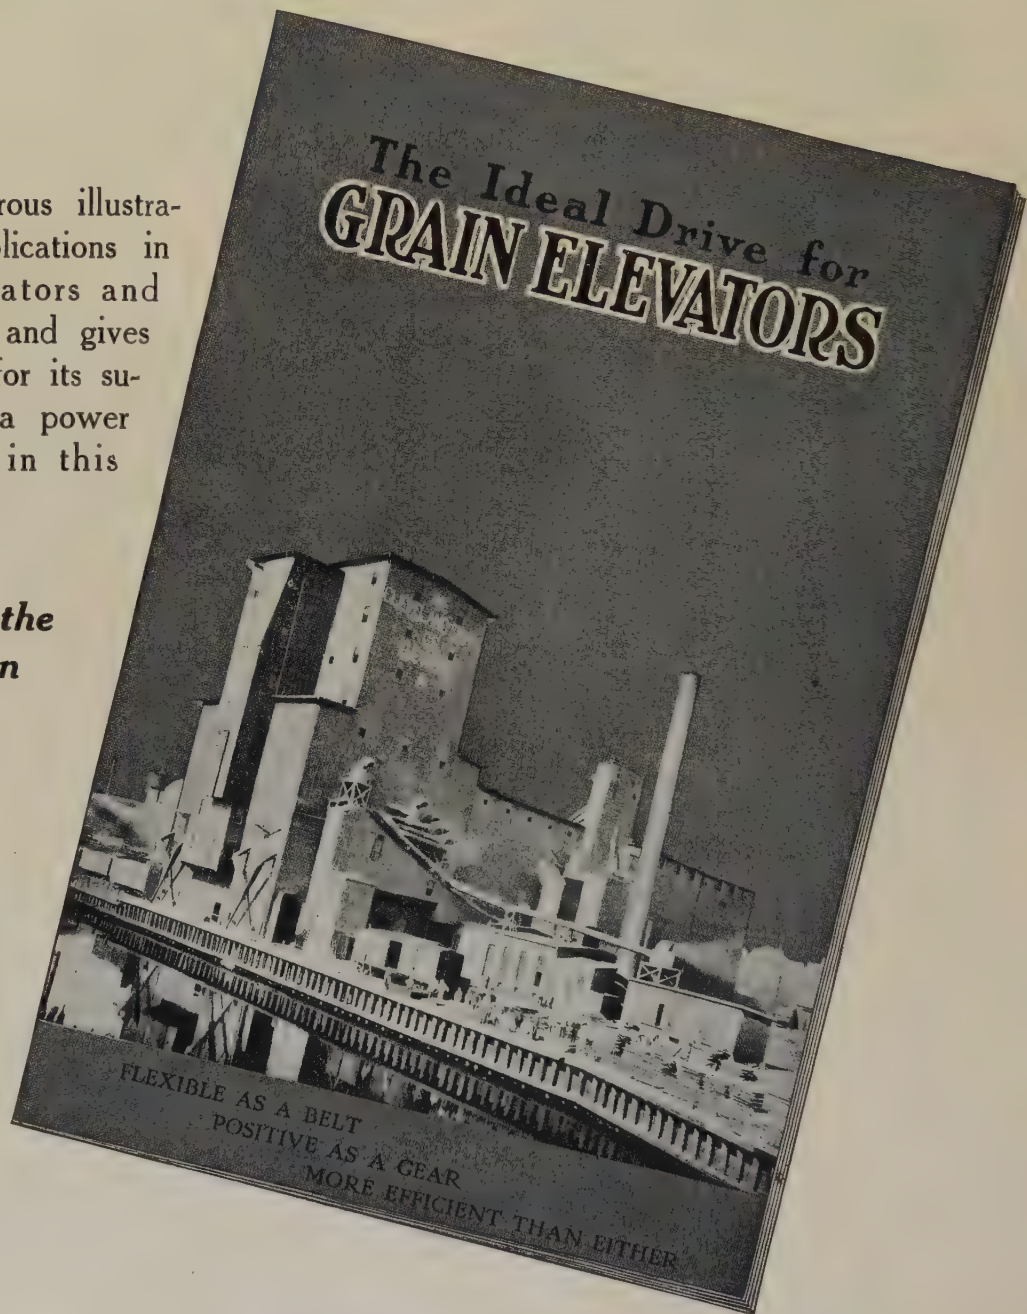 rous illustra-
lications in
ators and
and gives
for its su-
a power
in this
the
n
The Ideal Drive for
GRAIN ELEVATORS
FLEXIBLE AS A BELT
POSITIVE AS A GEAR
MORE EFFICIENT THAN EITHER